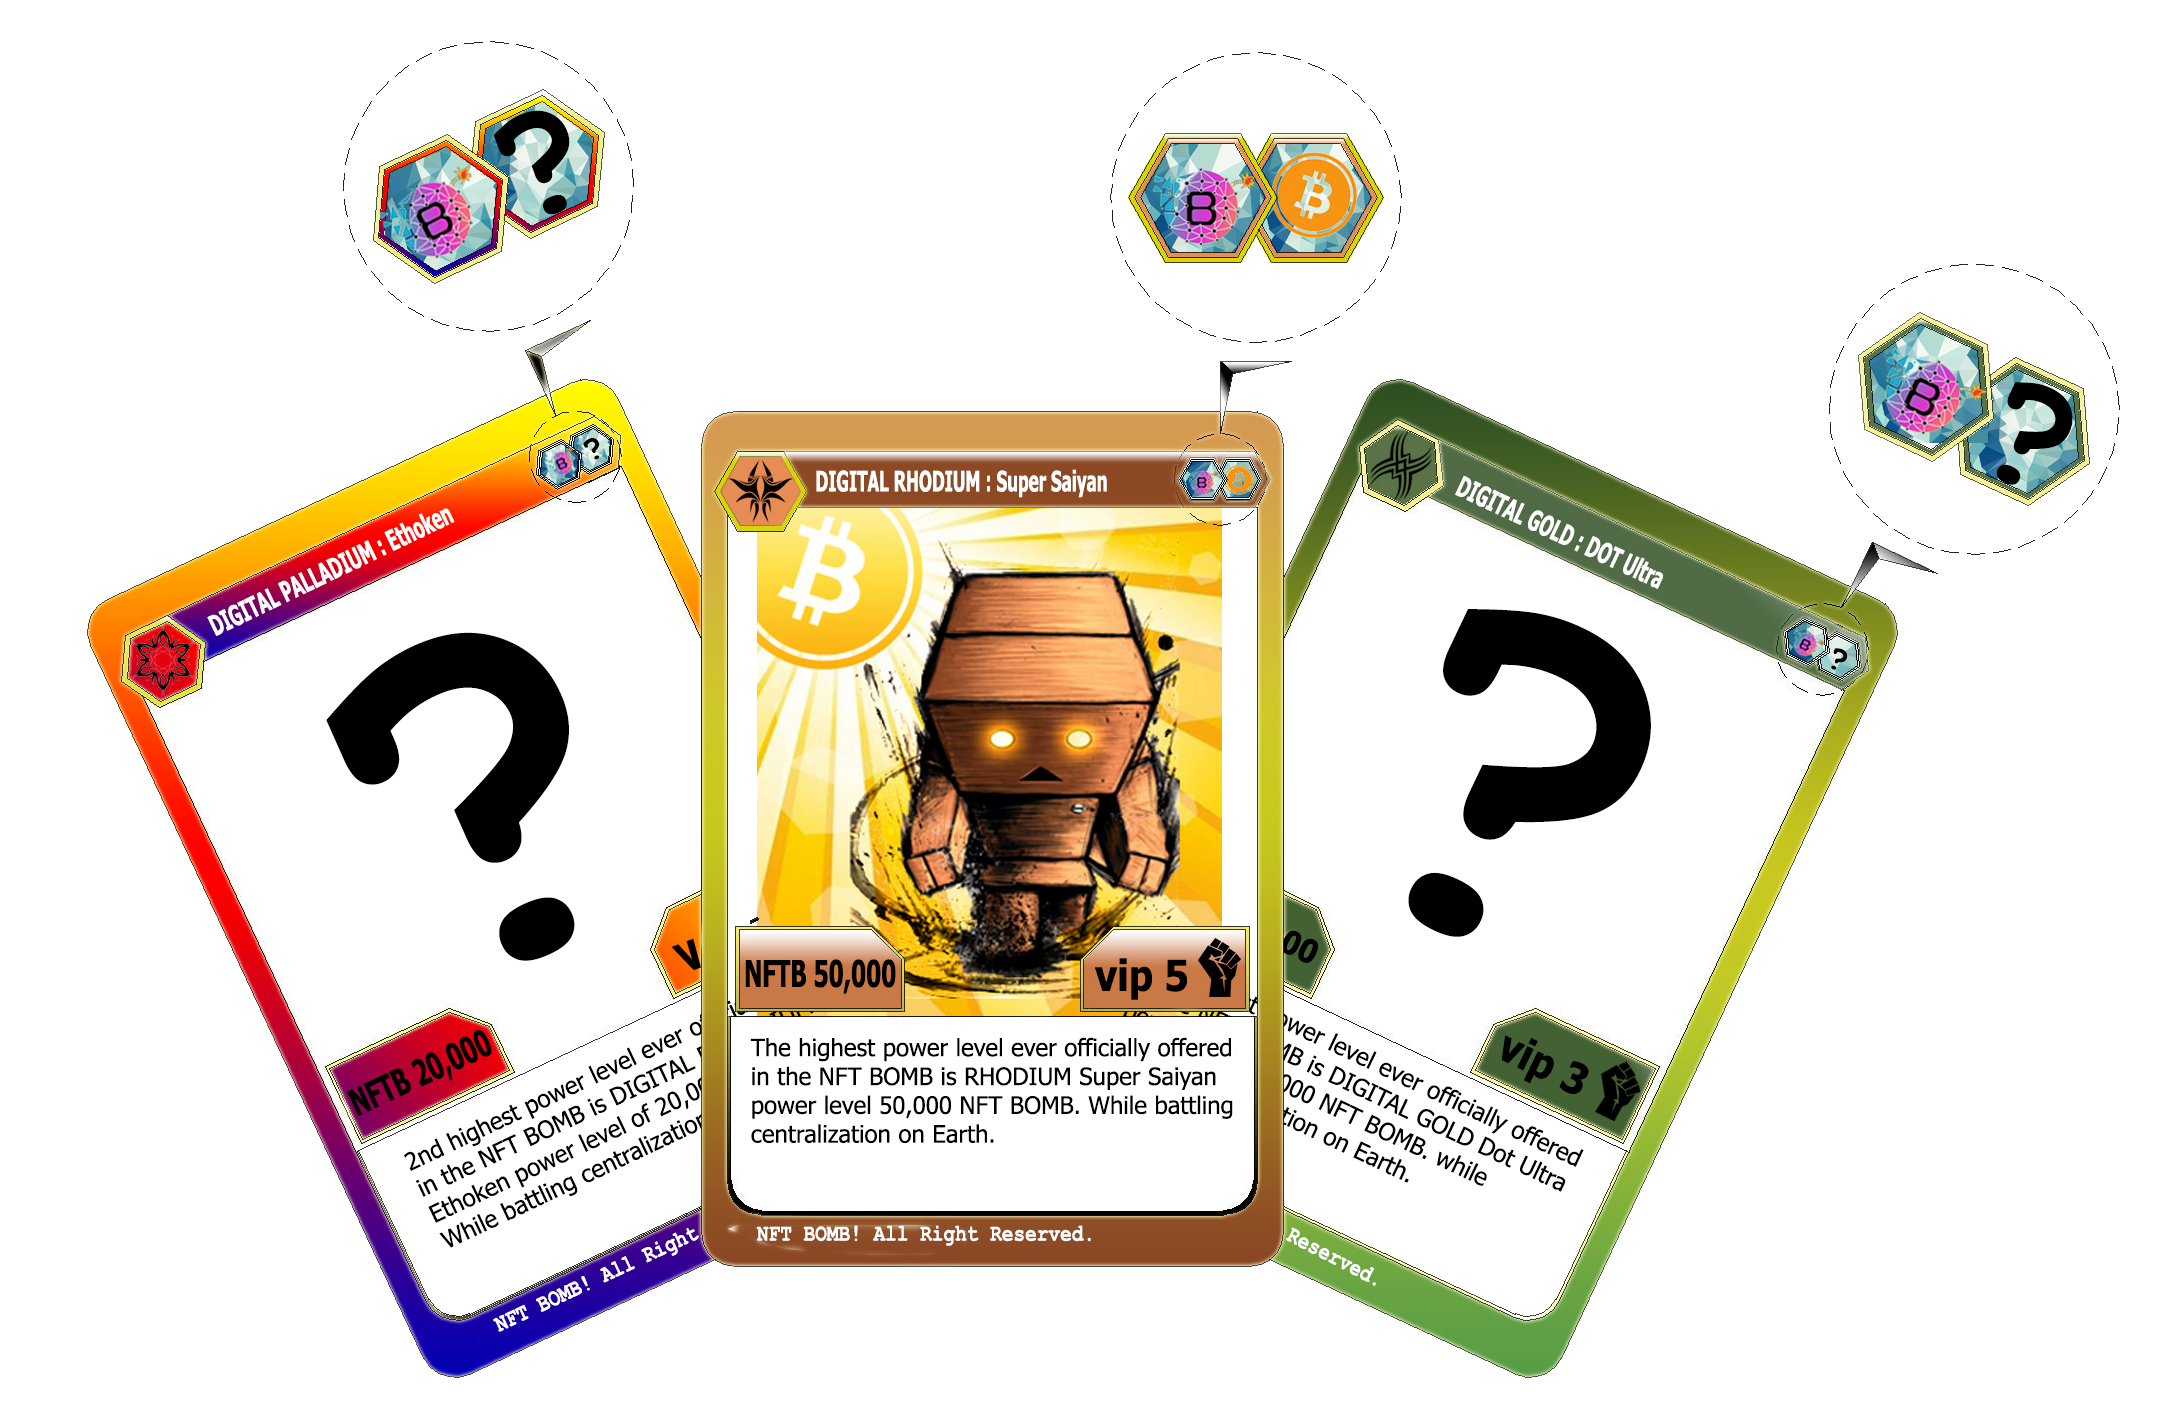 DIGITAL PALLADIUM : Ethoken
?
NFTB 20,000
V
2nd highest power level ever o
in the NFT BOMB is DIGITAL
Ethoken power level of 20,0
While battling centralization
NFT BOMB! All Right
B
?
DIGITAL RHODIUM : Super Saiyan
NFTB 50,000
vip 5
The highest power level ever officially offered
in the NFT BOMB is RHODIUM Super Saiyan
power level 50,000 NFT BOMB. While battling
centralization on Earth.
NFT BOMB! All Right Reserved.
B
DIGITAL GOLD : DOT Ultra
?
00
vip 3
wer level ever officially offered
MB is DIGITAL GOLD Dot Ultra
000 NFT BOMB. while
tion on Earth.
Reserved.
B
?